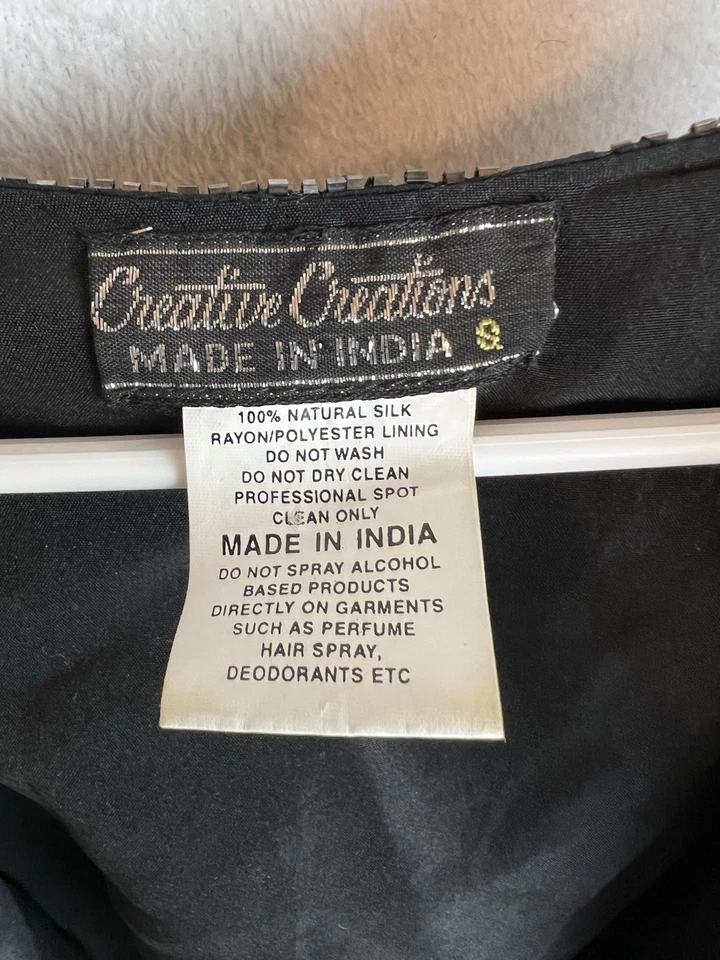 Creative Creations
MADE IN INDIA
100% NATURAL SILK
RAYON/POLYESTER LINING
DO NOT WASH
DO NOT DRY CLEAN
PROFESSIONAL SPOT
CLEAN ONLY
MADE IN INDIA
DO NOT SPRAY ALCOHOL
BASED PRODUCTS
DIRECTLY ON GARMENTS
SUCH AS PERFUME
HAIR SPRAY,
DEODORANTS ETC